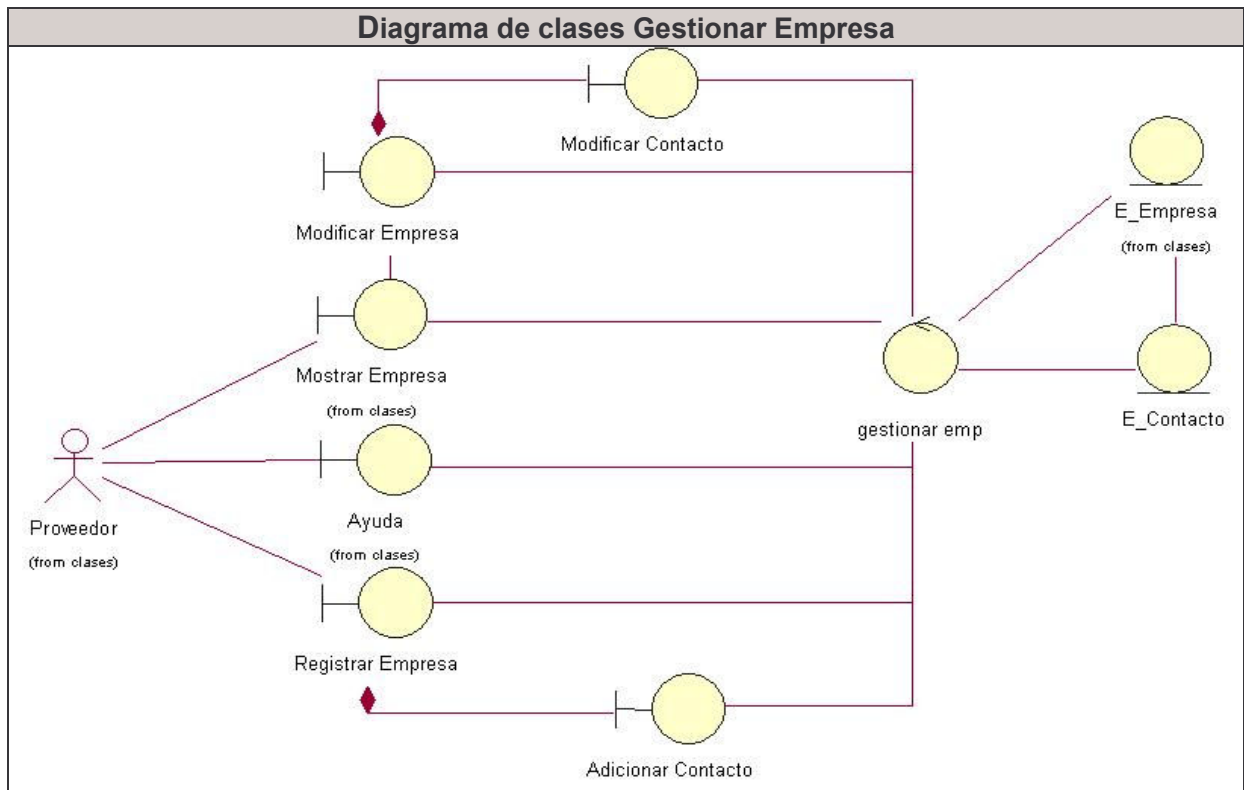 Diagrama de clases Gestionar Empresa
Modificar Contacto
Modificar Empresa
E_Empresa
(from clases)
Mostrar Empresa
(from clases)
gestionar emp
E_Contacto
Proveedor
(from clases)
Ayuda
(from clases)
Registrar Empresa
Adicionar Contacto